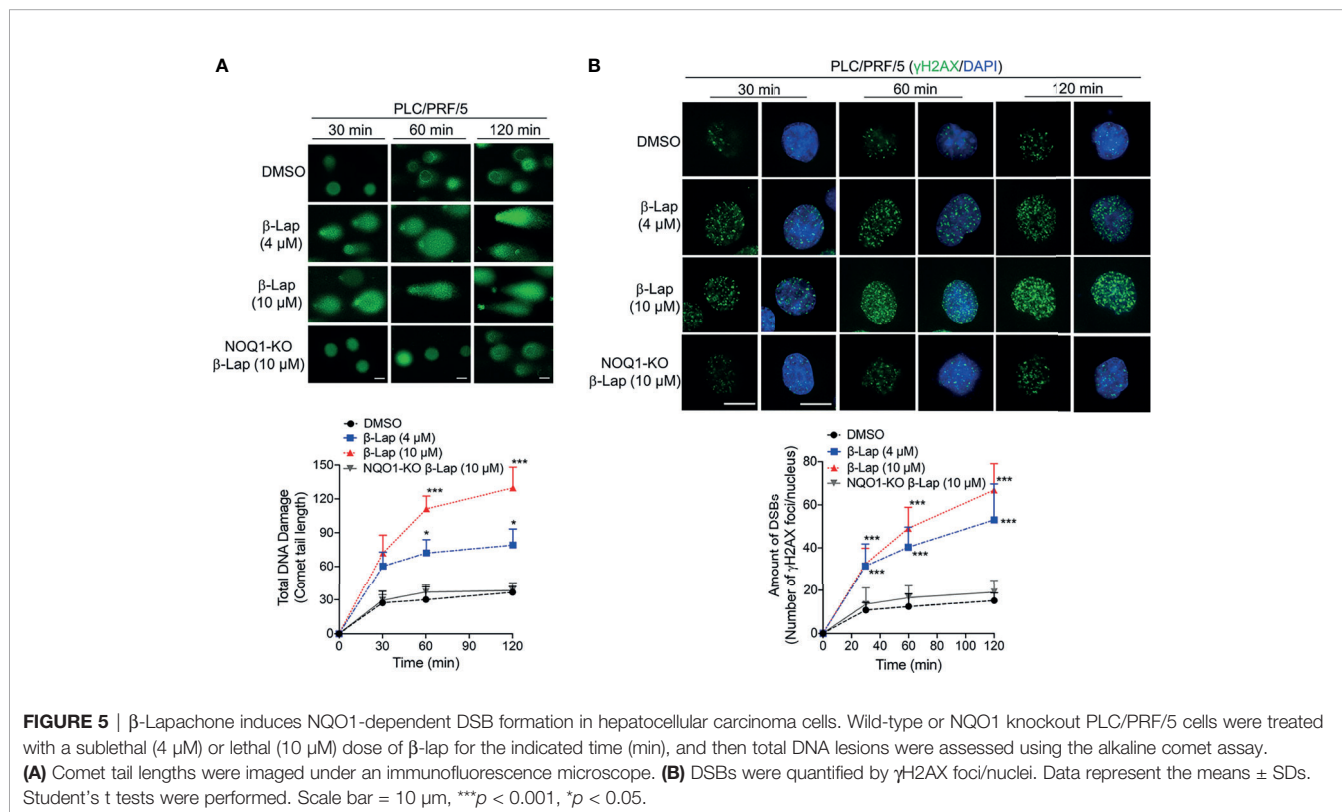 A
PLC/PRF/5
30 min 60 min 120 min
DMSO
β-Lap
(4 µM)
β-Lap
(10 µM)
NOQ1-KO
β-Lap (10 µM)
DMSO
β-Lap (4 µM)
β-Lap (10 µM)
NQO1-KO β-Lap (10 µM)
Total DNA Damage
(Comet tail length)
150
120
90
60
30
0
*** *** * *
0 30 60 90 120
Time (min)
B
PLC/PRF/5 (γH2AX/DAPI)
30 min 60 min 120 min
DMSO
β-Lap
(4 µM)
β-Lap
(10 µM)
NOQ1-KO
β-Lap (10 µM)
DMSO
β-Lap (4 µM)
β-Lap (10 µM)
NQO1-KO β-Lap (10 µM)
Amount of DSBs
(Number of γH2AX foci/nucleus)
80
60
40
20
0
*** *** *** *** *** ***
0 20 40 60 80 100 120
Time (min)
FIGURE 5 | β-Lapachone induces NQO1-dependent DSB formation in hepatocellular carcinoma cells. Wild-type or NQO1 knockout PLC/PRF/5 cells were treated
with a sublethal (4 µM) or lethal (10 µM) dose of β-lap for the indicated time (min), and then total DNA lesions were assessed using the alkaline comet assay.
(A) Comet tail lengths were imaged under an immunofluorescence microscope. (B) DSBs were quantified by γH2AX foci/nuclei. Data represent the means ± SDs.
Student's t tests were performed. Scale bar = 10 µm, ***p < 0.001, *p < 0.05.